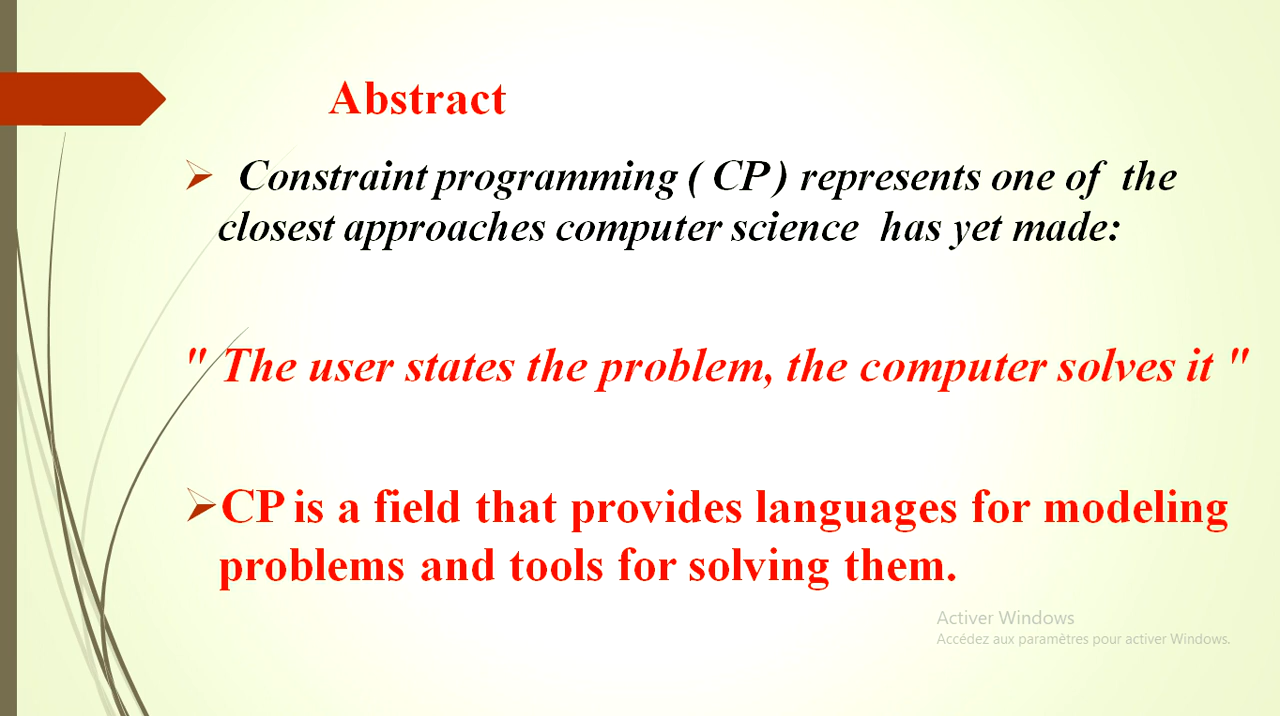 Abstract
Constraint programming ( CP ) represents one of the
closest approaches computer science has yet made:
" The user states the problem, the computer solves it "
CP is a field that provides languages for modeling
problems and tools for solving them.
Activer Windows
Accédez aux paramètres pour activer Windows.